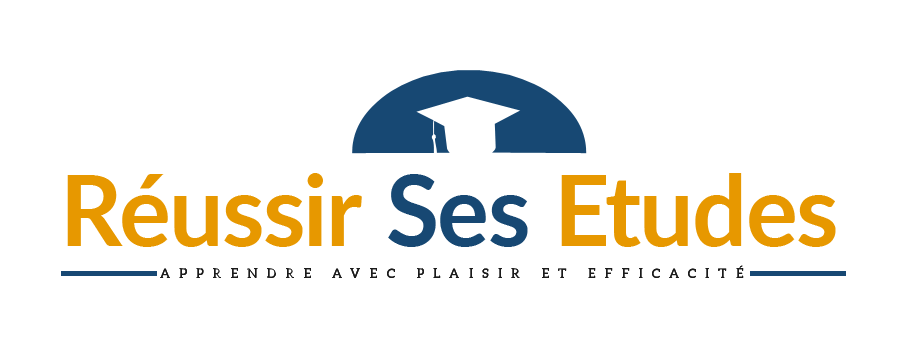 Réussir Ses Etudes
APPRENDRE AVEC PLAISIR ET EFFICACITÉ